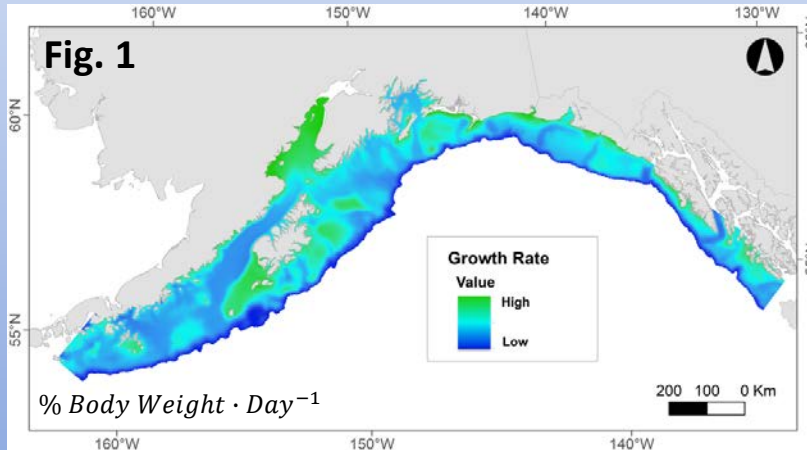 160°W 150°W 140°W 130°W
Fig. 1
60°N
55°N
Growth Rate
Value
High
Low
% Body Weight · Day⁻¹
200 100 0 Km
160°W 150°W 140°W